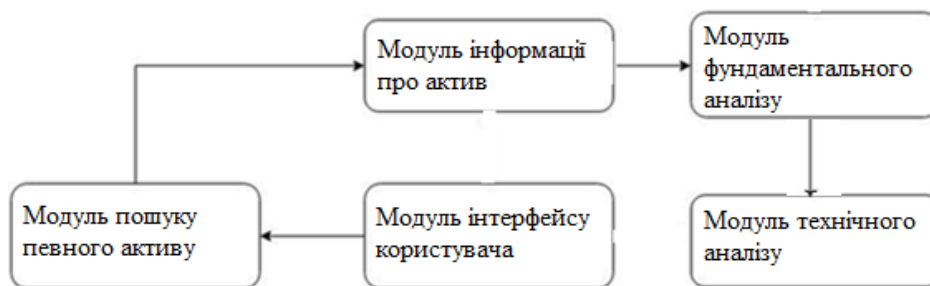 Модуль інформації
про актив
Модуль
фундаментального
аналізу
Модуль пошуку
певного активу
Модуль інтерфейсу
користувача
Модуль технічного
аналізу